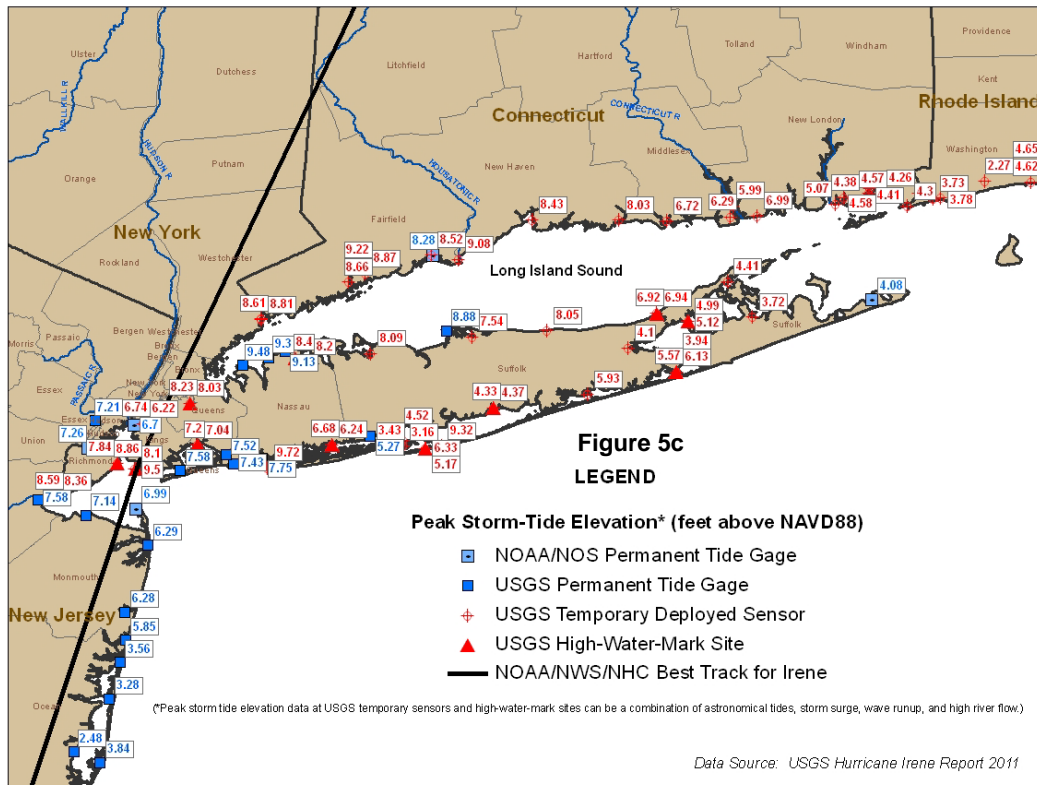 Ulster
Dutchess
Litchfield
Hartford
Tolland
Windham
Providence
Kent
WALLKILL R
HUDSON R.
HOUSATONIC R
CONNECTICUT R
Connecticut
Rhode Island
New London
Middlesex
New Haven
Washington
Orange
Putnam
Fairfield
New York
Westchester
Rockland
4.65
2.27
4.62
4.57
4.26
4.38
5.07
4.58
4.41
4.3
3.73
3.78
5.99
6.29
6.99
6.72
8.03
8.43
9.22
8.87
8.66
8.28
8.52
9.08
Long Island Sound
8.61
8.81
4.41
4.08
6.92
6.94
4.99
5.12
3.72
Suffolk
4.1
3.94
5.57
6.13
8.88
7.54
8.05
9.3
8.4
8.2
9.48
9.13
8.09
Bergen
Westchester
Morris
Passaic
Bronx
Bergen
Bronx
PASSAIC R
Essex
New York
New York
Queens
Nassau
Suffolk
5.93
4.33
4.37
8.23
8.03
7.21
6.74
6.22
6.7
Essex
Union
7.26
Kings
7.84
8.86
8.1
9.5
Richmond
7.2
7.04
7.58
7.52
7.43
Queens
9.72
7.75
6.68
6.24
4.52
3.43
3.16
9.32
5.27
6.33
5.17
8.59
8.36
7.58
7.14
6.99
6.29
Monmouth
New Jersey
6.28
5.85
3.56
3.28
Ocean
2.48
3.84
Figure 5c
LEGEND
Peak Storm-Tide Elevation* (feet above NAVD88)
NOAA/NOS Permanent Tide Gage
USGS Permanent Tide Gage
USGS Temporary Deployed Sensor
USGS High-Water-Mark Site
NOAA/NWS/NHC Best Track for Irene
(*Peak storm tide elevation data at USGS temporary sensors and high-water-mark sites can be a combination of astronomical tides, storm surge, wave runup, and high river flow.)
Data Source: USGS Hurricane Irene Report 2011